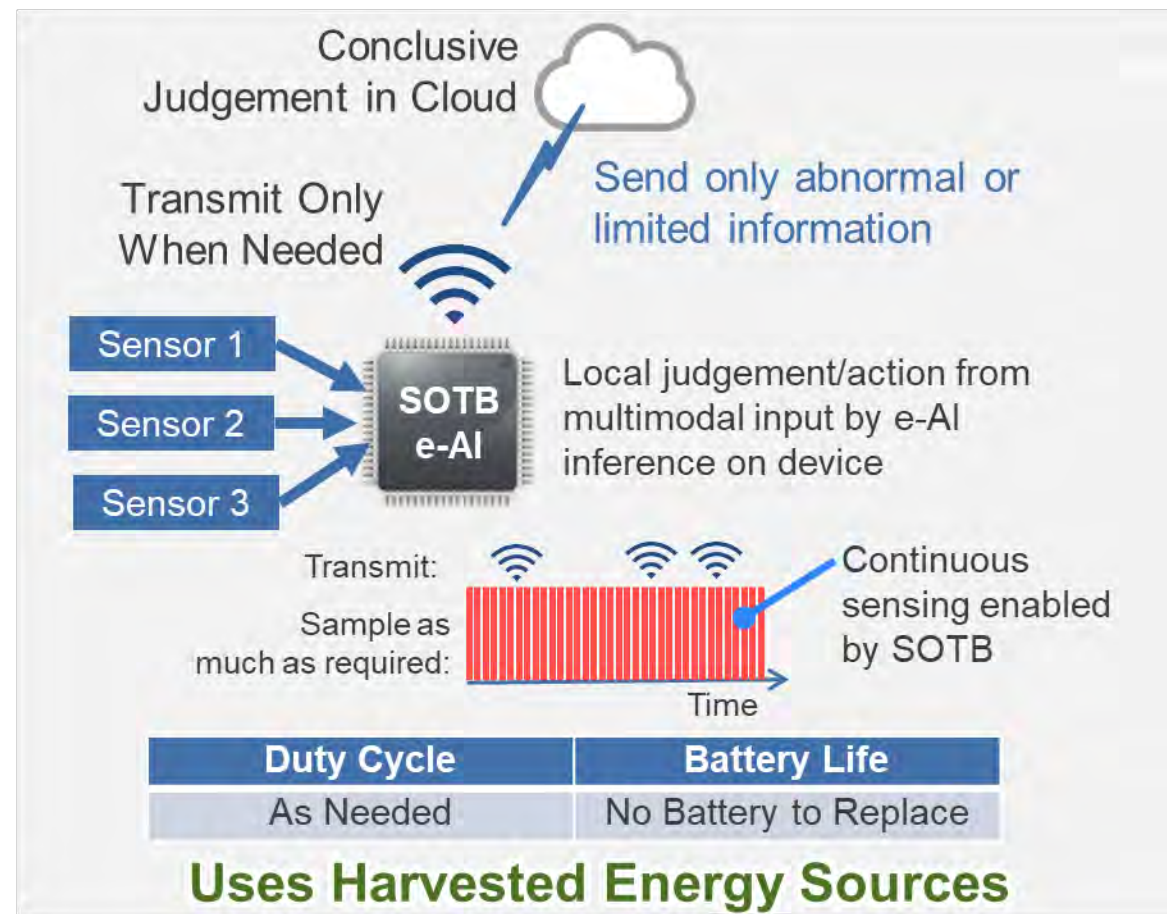 Conclusive
Judgement in Cloud
Transmit Only
When Needed
Send only abnormal or
limited information
Sensor 1
Sensor 2
Sensor 3
SOTB
e-AI
Local judgement/action from
multimodal input by e-AI
inference on device
Transmit:
Sample as
much as required:
Continuous
sensing enabled
by SOTB
Time
Duty Cycle
Battery Life
As Needed
No Battery to Replace
Uses Harvested Energy Sources